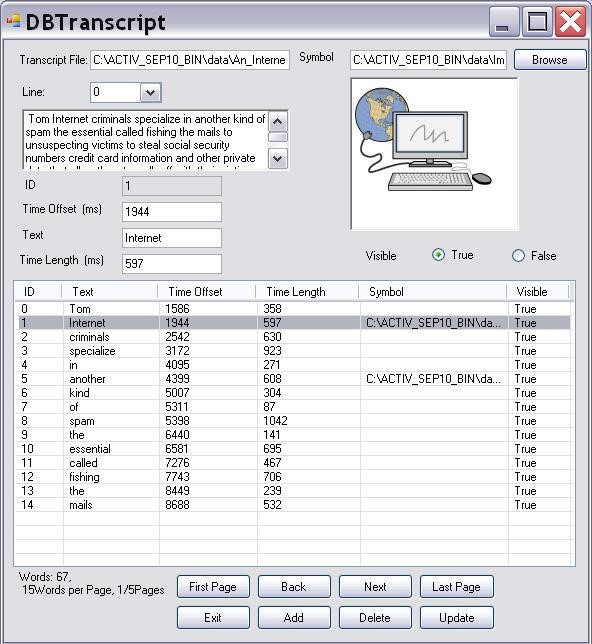 DBTranscript
Transcript File: C:\ACTIV_SEP10_BIN\data\An_Interne Symbol C:\ACTIV_SEP10_BIN\data\Im Browse
Line: 0
Tom Internet criminals specialize in another kind of
spam the essential called fishing the mails to
unsuspecting victims to steal social security
numbers credit card information and other private
ID 1
Time Offset (ms) 1944
Text Internet
Time Length (ms) 597
Visible True False
ID Text Time Offset Time Length Symbol Visible
0 Tom 1586 358 True
1 Internet 1944 597 C:\ACTIV_SEP10_BIN\da... True
2 criminals 2542 630 True
3 specialize 3172 923 True
4 in 4095 271 True
5 another 4399 608 C:\ACTIV_SEP10_BIN\da... True
6 kind 5007 304 True
7 of 5311 87 True
8 spam 5398 1042 True
9 the 6440 141 True
10 essential 6581 695 True
11 called 7276 467 True
12 fishing 7743 706 True
13 the 8449 239 True
14 mails 8688 532 True
Words: 67,
15Words per Page, 1/5Pages
First Page Back Next Last Page
Exit Add Delete Update